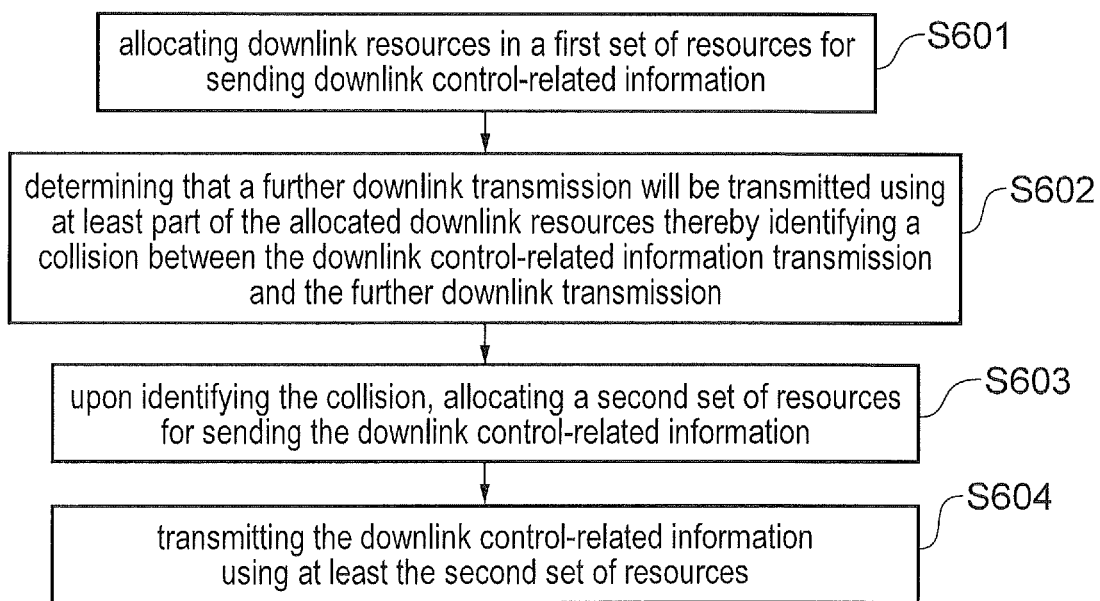 allocating downlink resources in a first set of resources for
sending downlink control-related information
S601
determining that a further downlink transmission will be transmitted using
at least part of the allocated downlink resources thereby identifying a
collision between the downlink control-related information transmission
and the further downlink transmission
S602
upon identifying the collision, allocating a second set of resources
for sending the downlink control-related information
S603
transmitting the downlink control-related information
using at least the second set of resources
S604